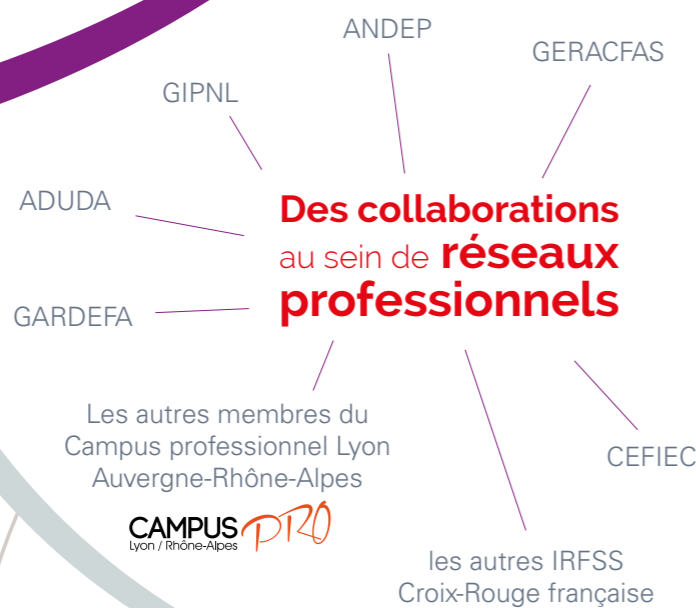 ANDEP
GERACFAS
GIPNL
ADUDA
Des collaborations
au sein de réseaux
professionnels
GARDEFA
Les autres membres du
Campus professionnel Lyon
Auvergne-Rhône-Alpes
CEFIEC
CAMPUS PRO
Lyon / Rhône-Alpes
les autres IRFSS
Croix-Rouge française